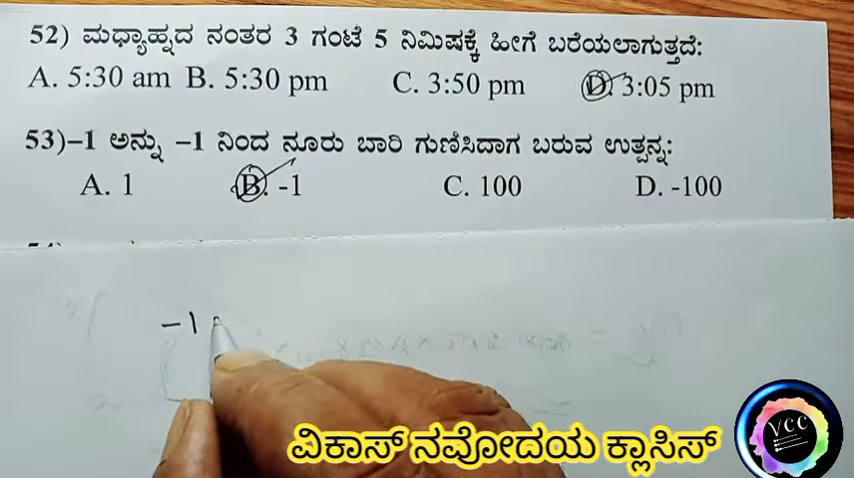 52) ಮಧ್ಯಾಹ್ನದ ನಂತರ 3 ಗಂಟೆ 5 ನಿಮಿಷಕ್ಕೆ ಹೀಗೆ ಬರೆಯಲಾಗುತ್ತದೆ:
A. 5:30 am B. 5:30 pm C. 3:50 pm D. 3:05 pm
53)–1 ಅನ್ನು –1 ನಿಂದ ನೂರು ಬಾರಿ ಗುಣಿಸಿದಾಗ ಬರುವ ಉತ್ಪನ್ನ:
A. 1 B. -1 C. 100 D. -100
-1
ವಿಕಾಸ್ ನವೋದಯ ಕ್ಲಾಸಿಸ್
VCC